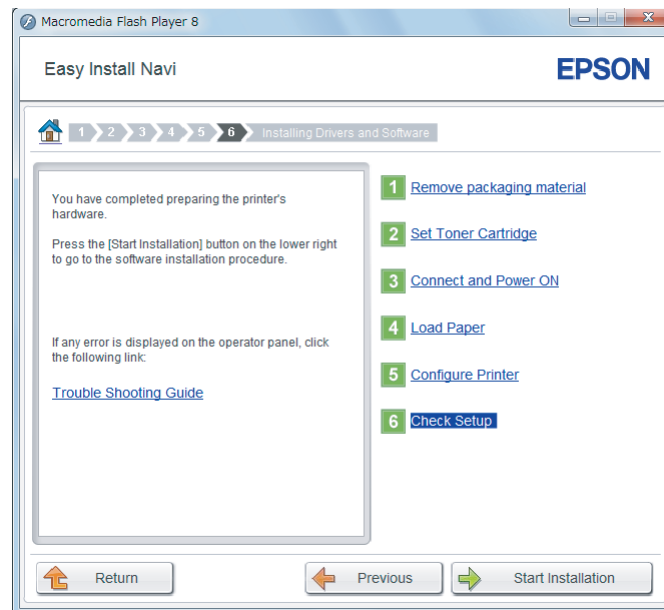 Macromedia Flash Player 8
Easy Install Navi
EPSON
1 2 3 4 5 6 Installing Drivers and Software
You have completed preparing the printer's
hardware.
Press the [Start Installation] button on the lower right
to go to the software installation procedure.
If any error is displayed on the operator panel, click
the following link:
Trouble Shooting Guide
1 Remove packaging material
2 Set Toner Cartridge
3 Connect and Power ON
4 Load Paper
5 Configure Printer
6 Check Setup
Return
Previous
Start Installation